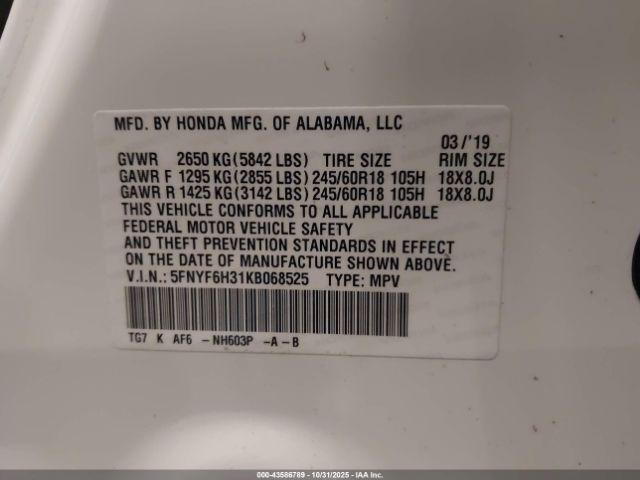 MFD. BY HONDA MFG. OF ALABAMA, LLC
03/'19
GVWR 2650 KG(5842 LBS) TIRE SIZE RIM SIZE
GAWR F 1295 KG(2855 LBS) 245/60R18 105H 18X8.0J
GAWR R 1425 KG(3142 LBS) 245/60R18 105H 18X8.0J
THIS VEHICLE CONFORMS TO ALL APPLICABLE
FEDERAL MOTOR VEHICLE SAFETY
AND THEFT PREVENTION STANDARDS IN EFFECT
ON THE DATE OF MANUFACTURE SHOWN ABOVE.
V.I.N.: 5FNYF6H31KB068525 TYPE: MPV
TG7 K AF6 -NH603P -A-B
000-43586789 - 10/31/2025 - IAA Inc.